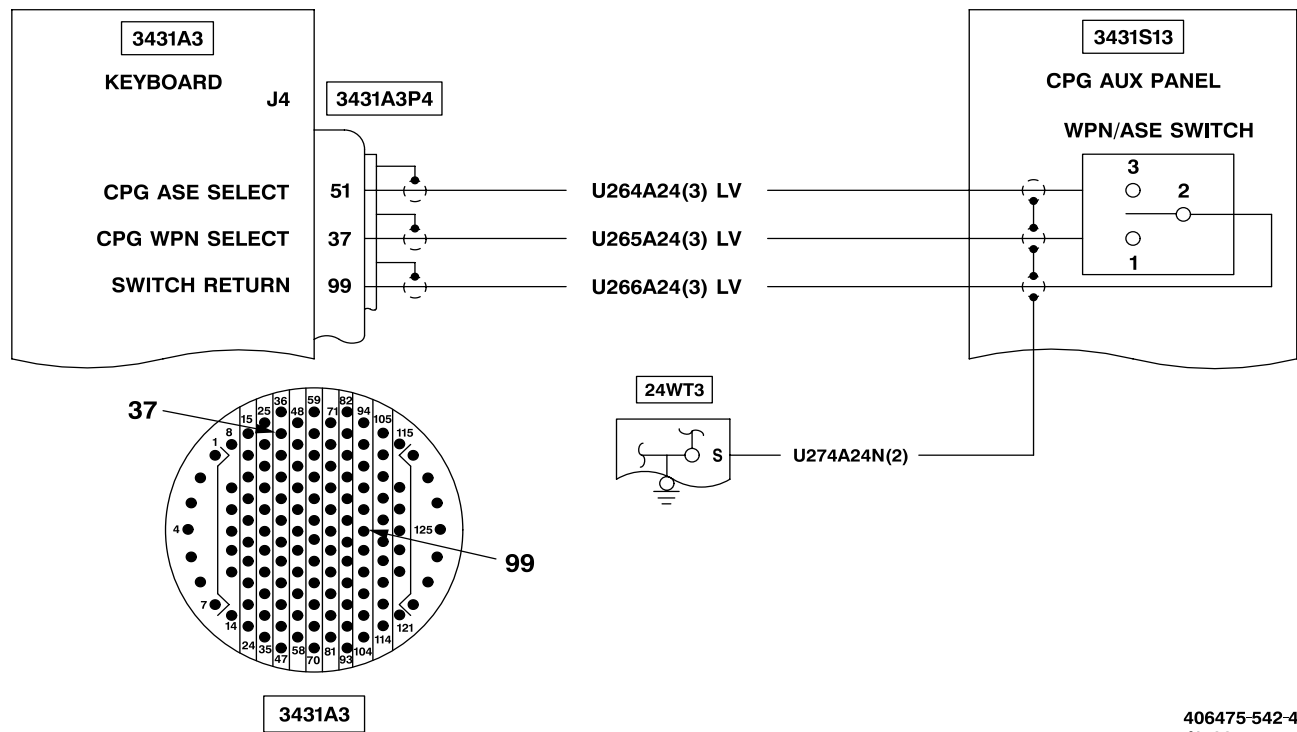 3431A3
KEYBOARD
J4
3431A3P4
CPG ASE SELECT 51
CPG WPN SELECT 37
SWITCH RETURN 99
U264A24(3) LV
U265A24(3) LV
U266A24(3) LV
3431S13
CPG AUX PANEL
WPN/ASE SWITCH
3
2
1
24WT3
S
U274A24N(2)
37
99
36 59 82
25 48 71 94
15 105
8 115
1
4 125
7
14 121
24 114
35 58 81 104
47 70 93
3431A3
406475-542-4